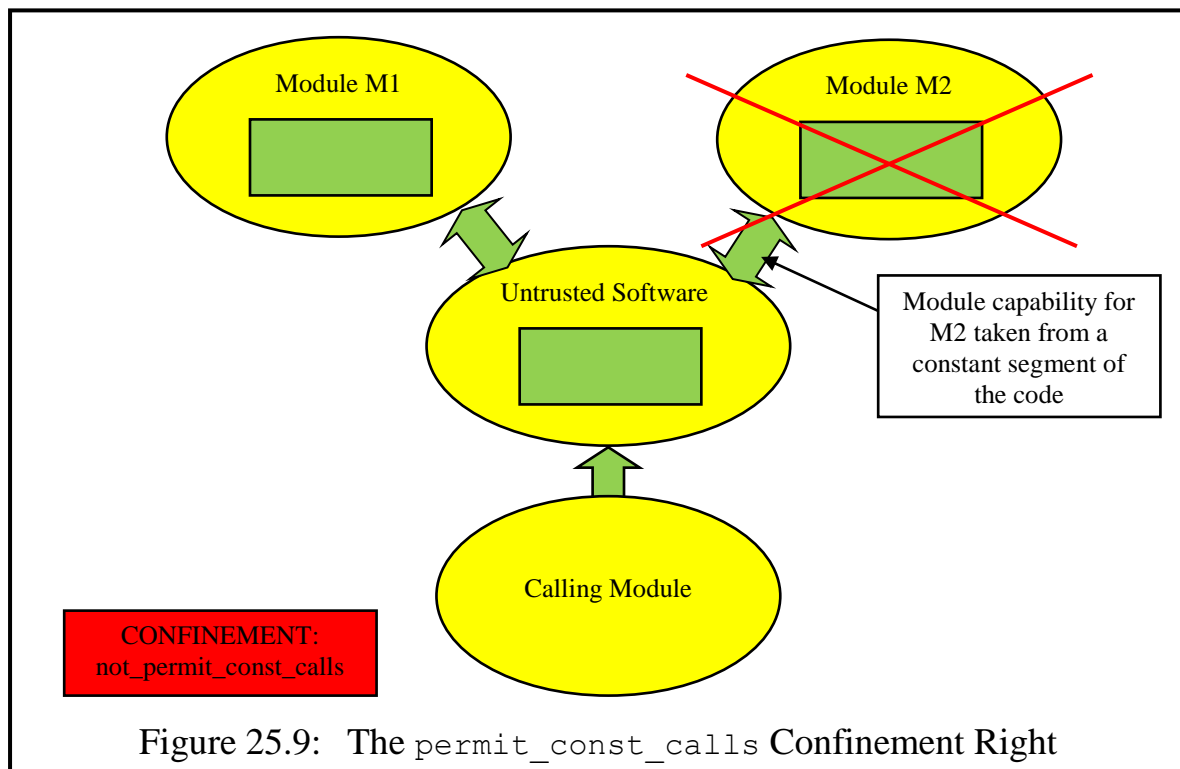 Module M1
Module M2
Untrusted Software
Module capability for
M2 taken from a
constant segment of
the code
Calling Module
CONFINEMENT:
not_permit_const_calls
Figure 25.9: The permit_const_calls Confinement Right